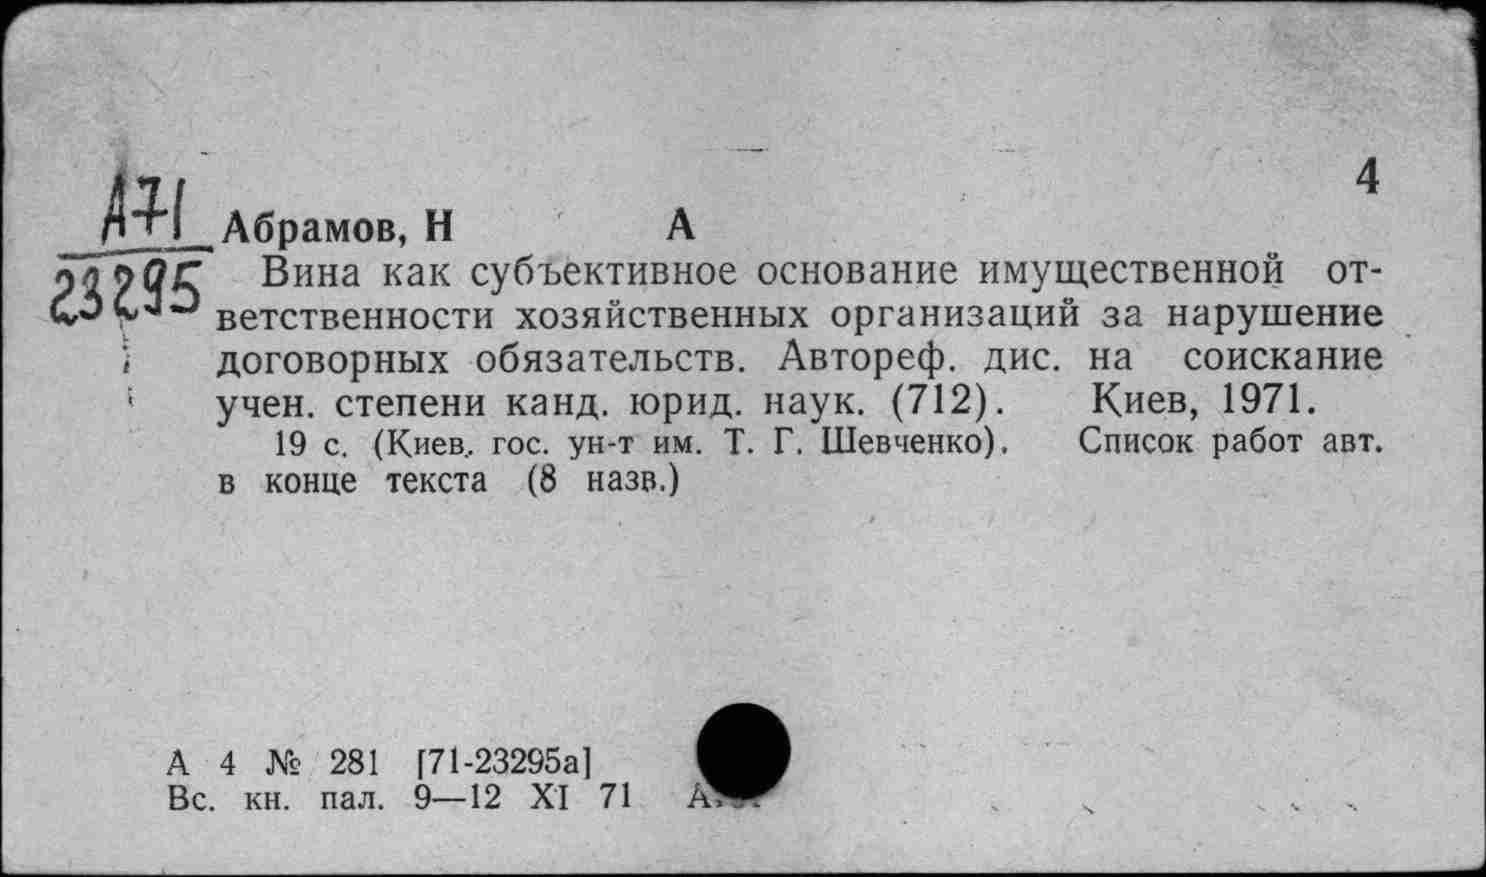 4
А71
Абрамов, Н А
23295
Вина как субъективное основание имущественной от-
ветственности хозяйственных организаций за нарушение
договорных обязательств. Автореф. дис. на соискание
учен. степени канд. юрид. наук. (712). Киев, 1971.
19 с. (Киев. гос. ун-т им. Т. Г. Шевченко). Список работ авт.
в конце текста (8 назв.)
А 4 № 281 [71-23295а]
Вс. кн. пал. 9—12 XI 71